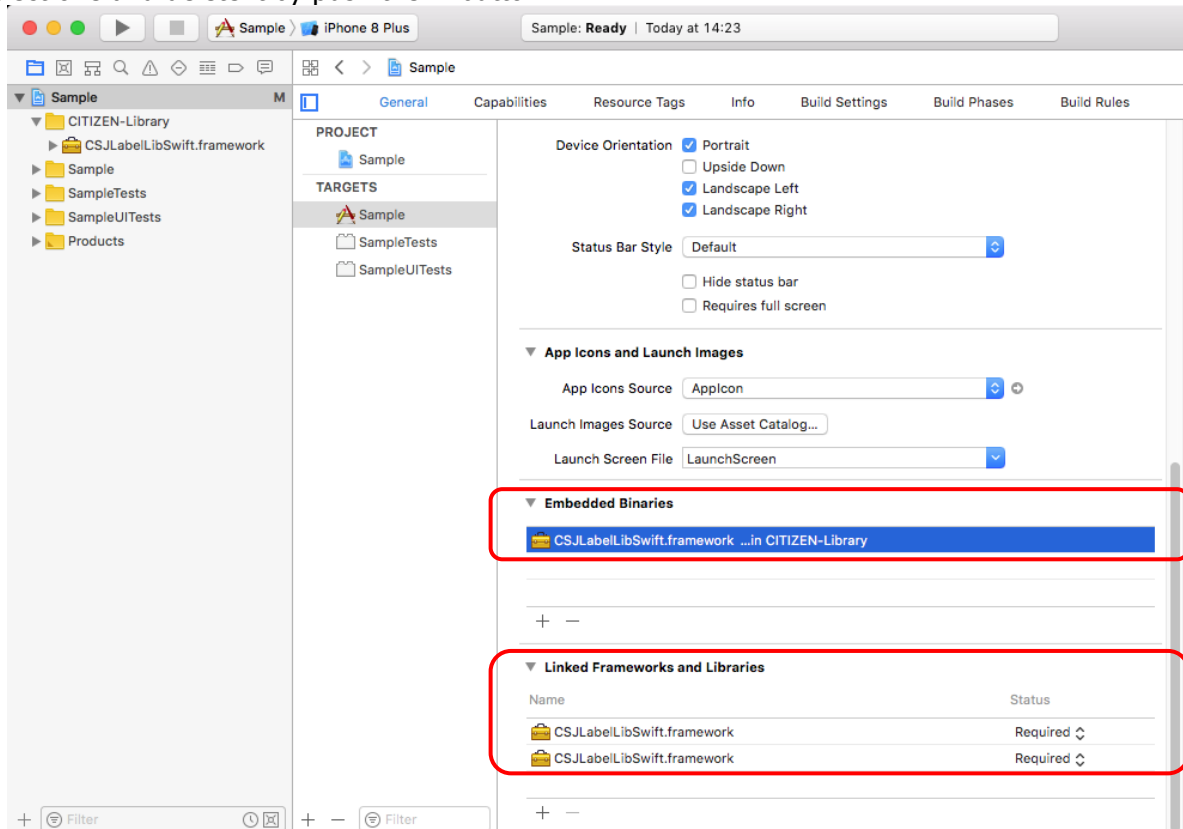 Sample
iPhone 8 Plus
Sample: Ready | Today at 14:23
Sample
Sample M
CITIZEN-Library
CSJLabelLibSwift.framework
Sample
SampleTests
SampleUITests
Products
General Capabilities Resource Tags Info Build Settings Build Phases Build Rules
PROJECT
Sample
TARGETS
Sample
SampleTests
SampleUITests
Device Orientation Portrait
Upside Down
Landscape Left
Landscape Right
Status Bar Style Default
Hide status bar
Requires full screen
App Icons and Launch Images
App Icons Source AppIcon
Launch Images Source Use Asset Catalog...
Launch Screen File LaunchScreen
Embedded Binaries
CSJLabelLibSwift.framework ...in CITIZEN-Library
+ −
Linked Frameworks and Libraries
Name Status
CSJLabelLibSwift.framework Required
CSJLabelLibSwift.framework Required
+ −
+ Filter
+ − Filter